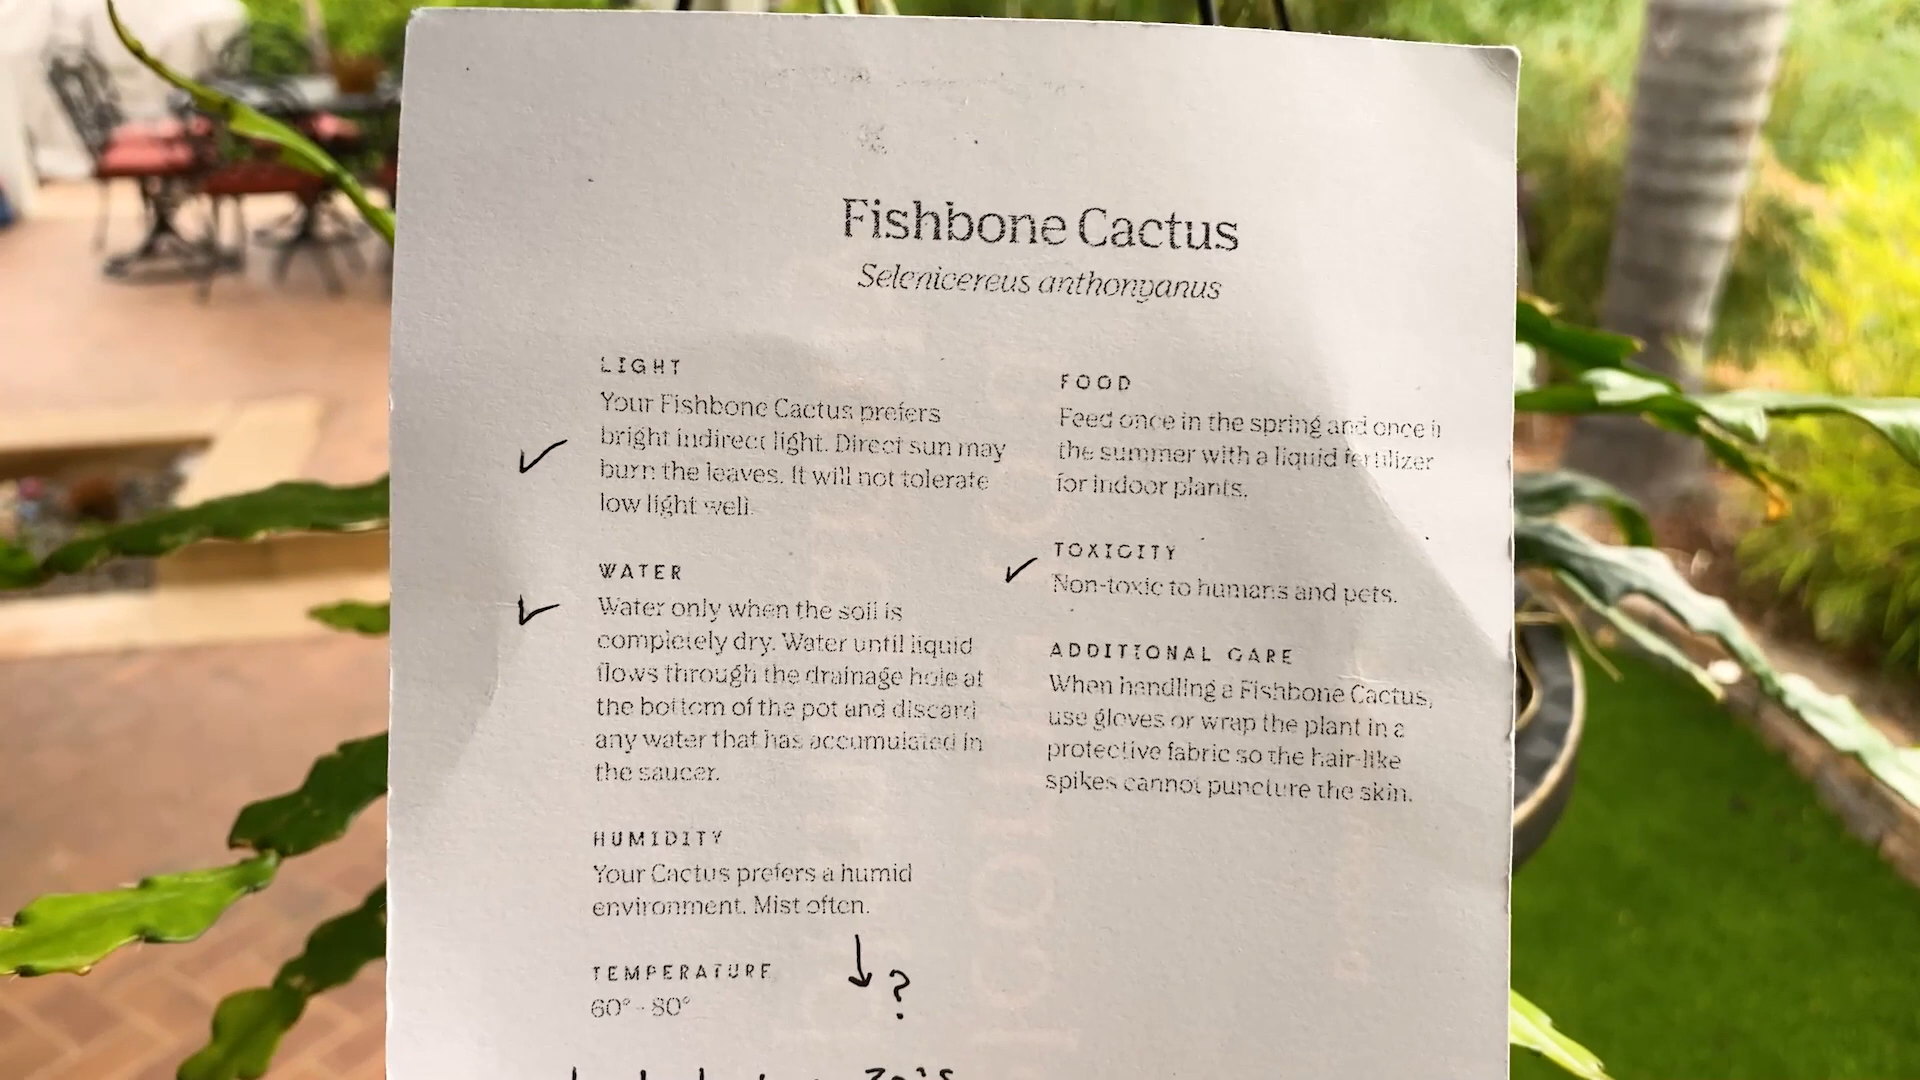 Fishbone Cactus
Selenicereus anthonyanus
LIGHT
Your Fishbone Cactus prefers
bright indirect light. Direct sun may
burn the leaves. It will not tolerate
low light well.
WATER
Water only when the soil is
completely dry. Water until liquid
flows through the drainage hole at
the bottom of the pot and discard
any water that has accumulated in
the saucer.
HUMIDITY
Your Cactus prefers a humid
environment. Mist often.
?
TEMPERATURE
60° - 80°
FOOD
Feed once in the spring and once
the summer with a liquid fertilizer
for indoor plants.
TOXICITY
Non-toxic to humans and pets.
ADDITIONAL CARE
When handling a Fishbone Cactus,
use gloves or wrap the plant in a
protective fabric so the hair-like
spikes cannot puncture the skin.